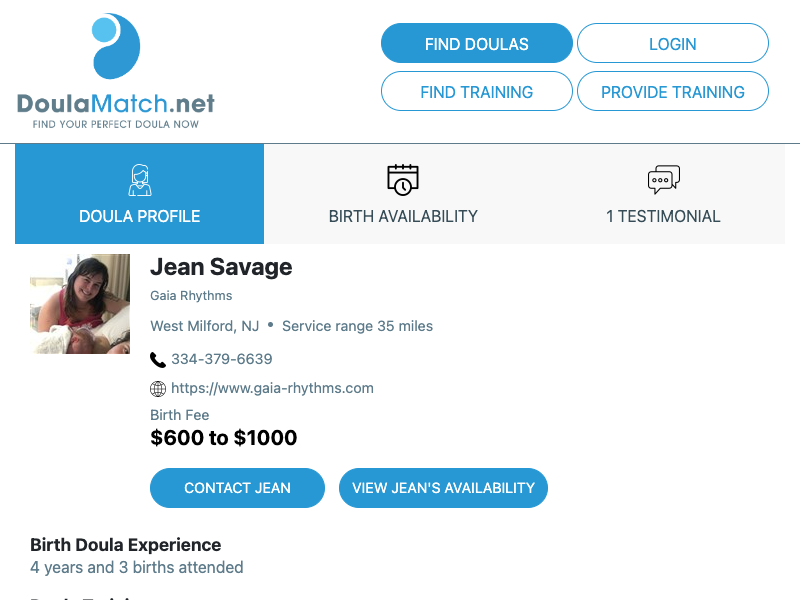 DoulaMatch.net
FIND YOUR PERFECT DOULA NOW
FIND DOULAS
LOGIN
FIND TRAINING
PROVIDE TRAINING
DOULA PROFILE
BIRTH AVAILABILITY
1 TESTIMONIAL
Jean Savage
Gaia Rhythms
West Milford, NJ • Service range 35 miles
334-379-6639
https://www.gaia-rhythms.com
Birth Fee
$600 to $1000
CONTACT JEAN
VIEW JEAN'S AVAILABILITY
Birth Doula Experience
4 years and 3 births attended